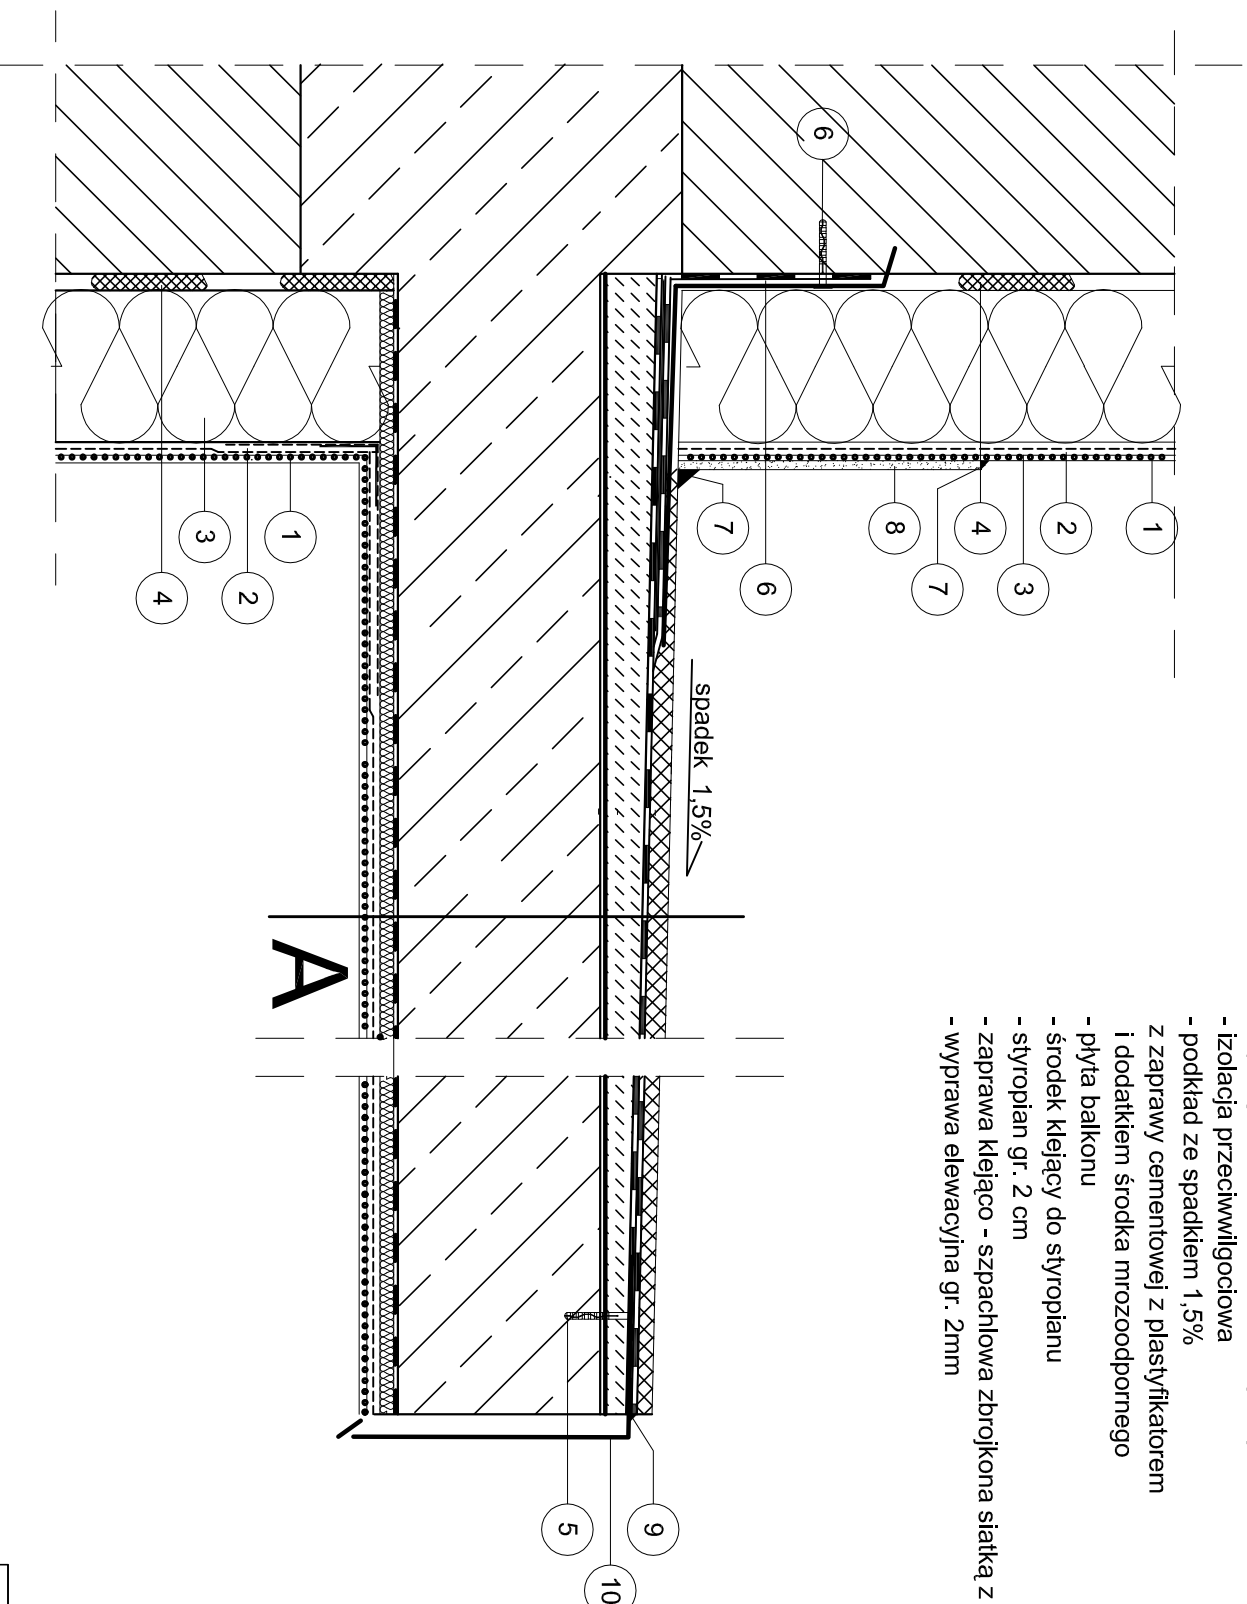 - izolacja przeciwwilgociowa
- podkład ze spadkiem 1,5%
z zaprawy cementowej z plastyfikatorem
i dodatkiem środka mrozoodpornego
- płyta balkonu
- środek klejący do styropianu
- styropian gr. 2 cm
- zaprawa klejąco - szpachlowa zbrojkona siatką z
- wyprawa elewacyjna gr. 2mm
1
2
3
4
7
8
7
6
6
spadek 1,5%
A
1
2
3
4
9
10
5